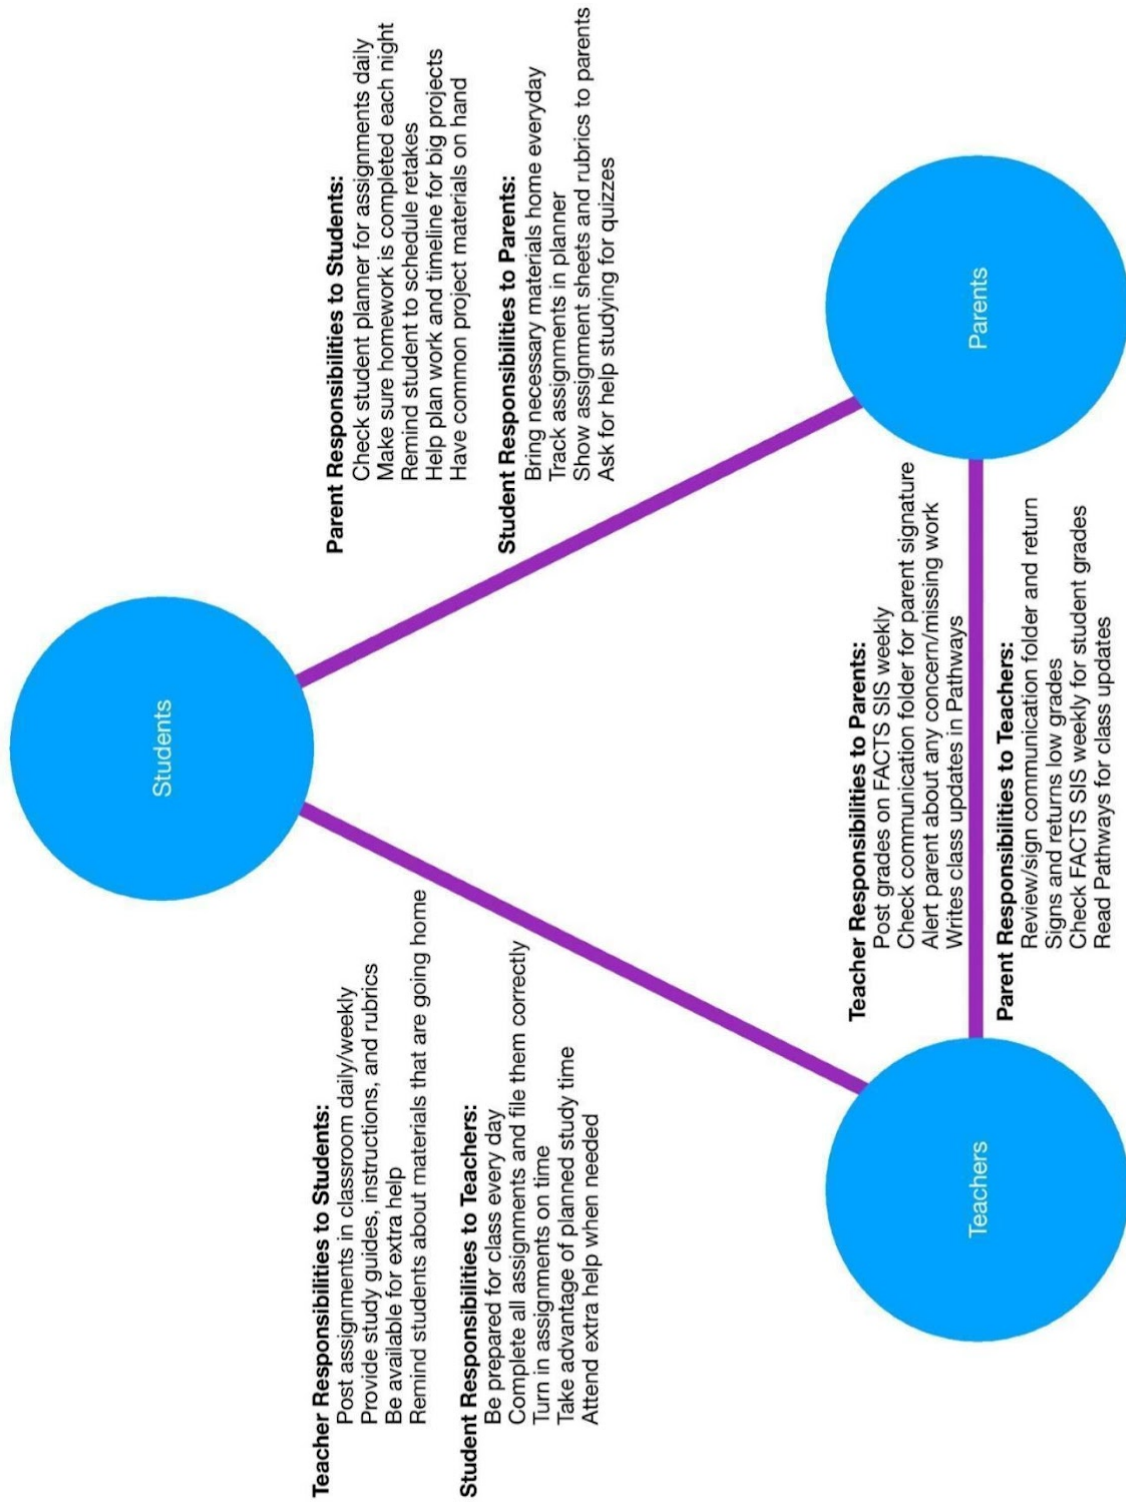 Students
Teacher Responsibilities to Students:
Post assignments in classroom daily/weekly
Provide study guides, instructions, and rubrics
Be available for extra help
Remind students about materials that are going home
Student Responsibilities to Teachers:
Be prepared for class every day
Complete all assignments and file them correctly
Turn in assignments on time
Take advantage of planned study time
Attend extra help when needed
Parent Responsibilities to Students:
Check student planner for assignments daily
Make sure homework is completed each night
Remind student to schedule retakes
Help plan work and timeline for big projects
Have common project materials on hand
Student Responsibilities to Parents:
Bring necessary materials home everyday
Track assignments in planner
Show assignment sheets and rubrics to parents
Ask for help studying for quizzes
Teacher Responsibilities to Parents:
Post grades on FACTS SIS weekly
Check communication folder for parent signature
Alert parent about any concern/missing work
Writes class updates in Pathways
Teachers
Parents
Parent Responsibilities to Teachers:
Review/sign communication folder and return
Signs and returns low grades
Check FACTS SIS weekly for student grades
Read Pathways for class updates